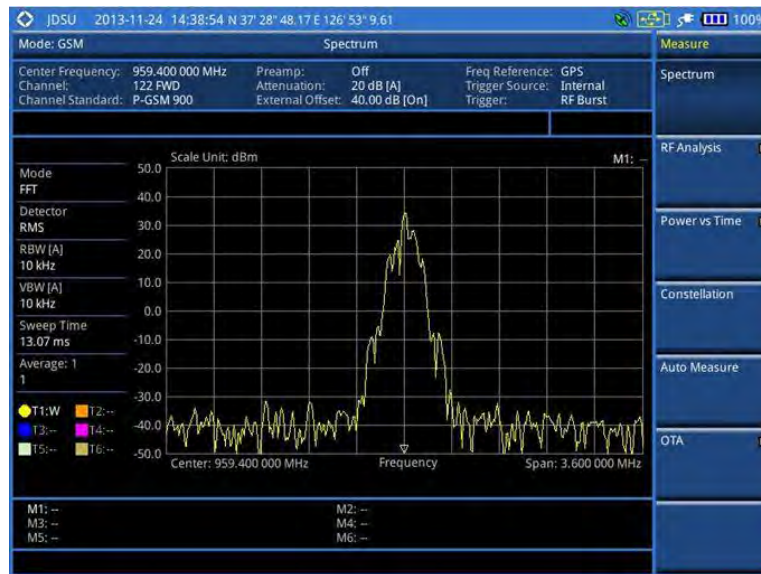 JDSU 2013-11-24 14:38:54 N 37' 28" 48.17 E 126' 53" 9.61 100%
Mode: GSM Spectrum Measure
Center Frequency: 959.400 000 MHz Preamp: Off Freq Reference: GPS
Channel: 122 FWD Attenuation: 20 dB [A] Trigger Source: Internal
Channel Standard: P-GSM 900 External Offset: 40.00 dB [On] Trigger: RF Burst
Spectrum
RF Analysis
Power vs Time
Constellation
Auto Measure
OTA
Scale Unit: dBm M1: --
Mode
FFT
Detector
RMS
RBW [A]
10 kHz
VBW [A]
10 kHz
Sweep Time
13.07 ms
Average: 1
1
T1:W T2:--
T3:-- T4:--
T5:-- T6:--
50.0
40.0
30.0
20.0
10.0
0.0
-10.0
-20.0
-30.0
-40.0
-50.0
Center: 959.400 000 MHz Frequency Span: 3.600 000 MHz
M1: -- M2: --
M3: -- M4: --
M5: -- M6: --